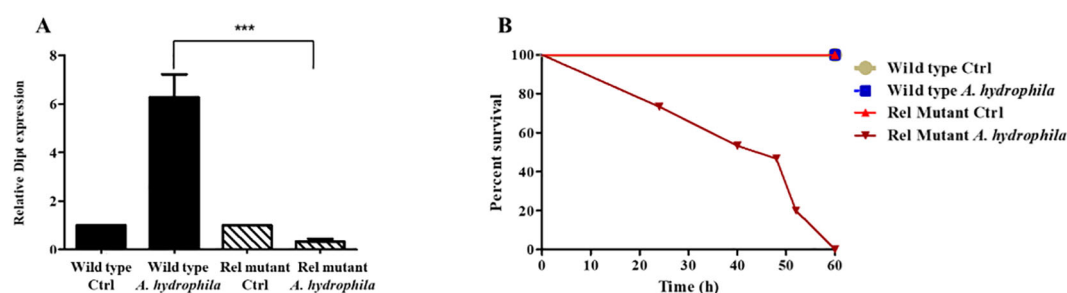 A
***
Relative Dipt expression
8
6
4
2
0
Wild type Ctrl
Wild type A. hydrophila
Rel mutant Ctrl
Rel mutant A. hydrophila
B
Percent survival
100
80
60
40
20
0
0 10 20 30 40 50 60
Time (h)
Wild type Ctrl
Wild type A. hydrophila
Rel Mutant Ctrl
Rel Mutant A. hydrophila